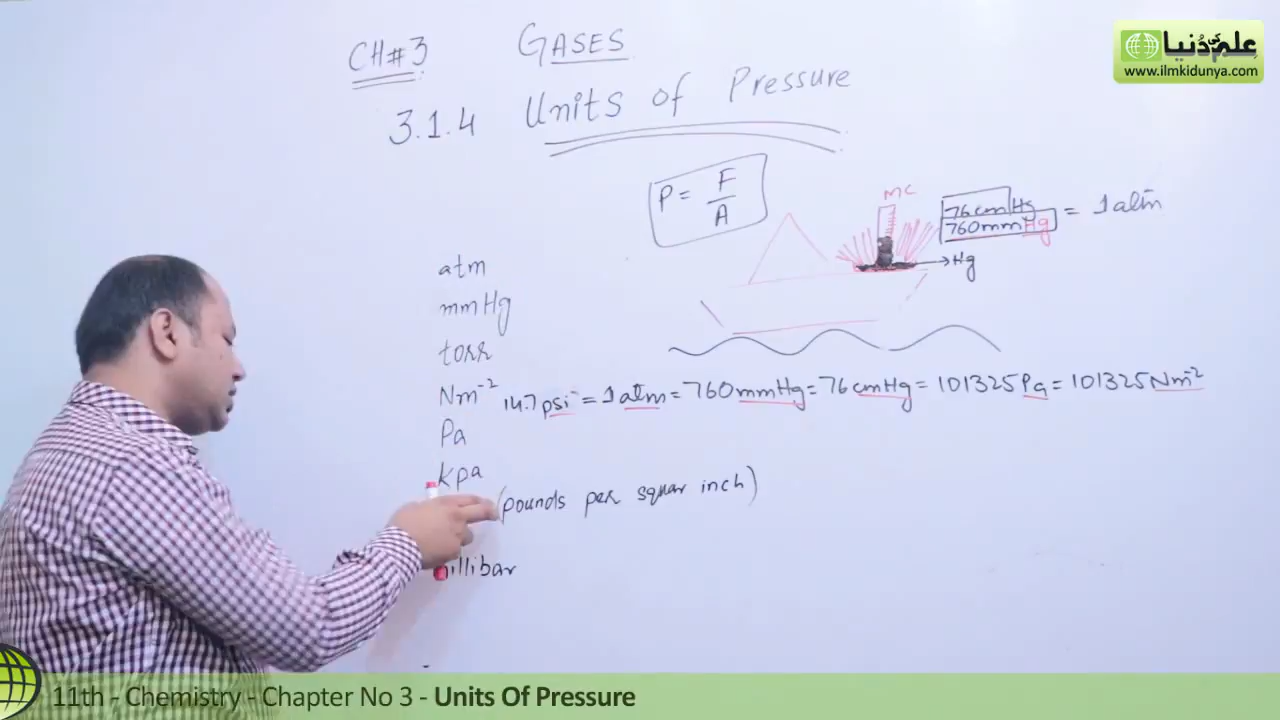 CH#3 GASES
علم کی دُنیا
www.ilmkidunya.com
3.1.4 Units of Pressure
P = F/A
MC
76cmHg
760mmHg = 1 atm
Hg
atm
mmHg
torr
Nm⁻² 14.7 psi = 1 atm = 760 mmHg = 76 cmHg = 101325 Pa = 101325 Nm⁻²
Pa
kpa
(pounds per squar inch)
illibar
11th - Chemistry - Chapter No 3 - Units Of Pressure